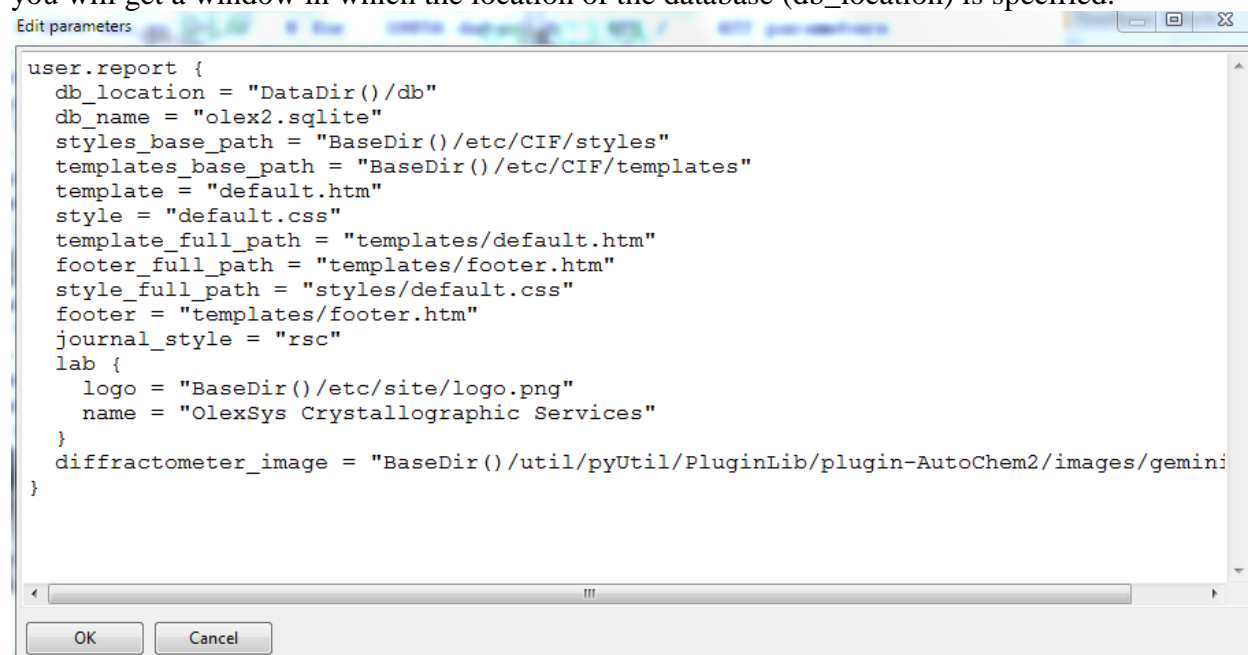 you will get a window in which the location of the database (db_location) is specified.
Edit parameters
user.report {
  db_location = "DataDir()/db"
  db_name = "olex2.sqlite"
  styles_base_path = "BaseDir()/etc/CIF/styles"
  templates_base_path = "BaseDir()/etc/CIF/templates"
  template = "default.htm"
  style = "default.css"
  template_full_path = "templates/default.htm"
  footer_full_path = "templates/footer.htm"
  style_full_path = "styles/default.css"
  footer = "templates/footer.htm"
  journal_style = "rsc"
  lab {
    logo = "BaseDir()/etc/site/logo.png"
    name = "OlexSys Crystallographic Services"
  }
  diffractometer_image = "BaseDir()/util/pyUtil/PluginLib/plugin-AutoChem2/images/gemini
}
OK Cancel